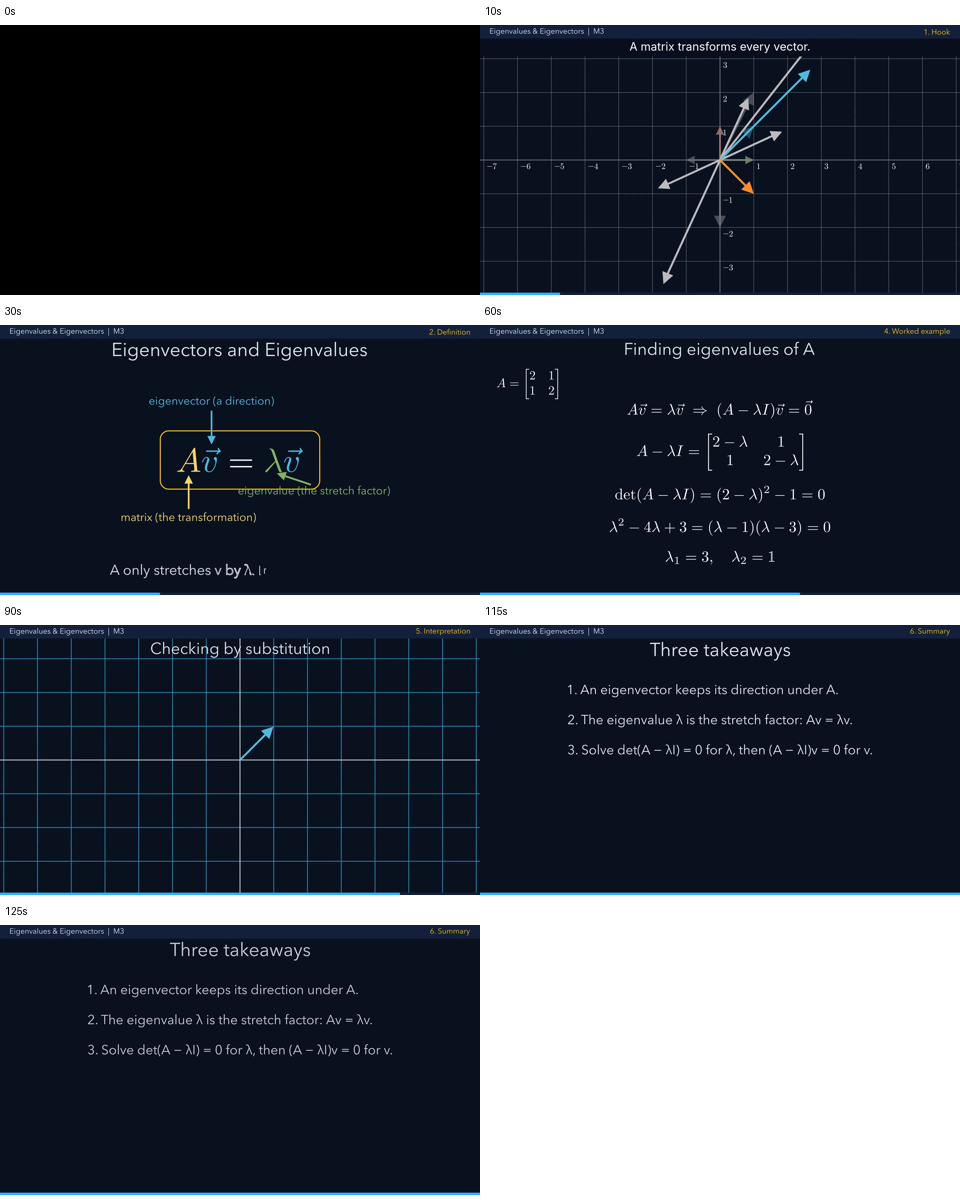 0s
10s
Eigenvalues & Eigenvectors | M3
1. Hook
A matrix transforms every vector.
3
2
1
−7 −6 −5 −4 −3 −2 −1 1 2 3 4 5 6
−1
−2
−3
30s
60s
Eigenvalues & Eigenvectors | M3
2. Definition
Eigenvectors and Eigenvalues
eigenvector (a direction)
Av⃗ = λv⃗
eigenvalue (the stretch factor)
matrix (the transformation)
A only stretches v by λ.
Eigenvalues & Eigenvectors | M3
4. Worked example
Finding eigenvalues of A
A = [2 1
1 2]
Av⃗ = λv⃗ ⇒ (A − λI)v⃗ = 0⃗
A − λI = [2 − λ 1
1 2 − λ]
det(A − λI) = (2 − λ)² − 1 = 0
λ² − 4λ + 3 = (λ − 1)(λ − 3) = 0
λ₁ = 3, λ₂ = 1
90s
115s
Eigenvalues & Eigenvectors | M3
5. Interpretation
Checking by substitution
Eigenvalues & Eigenvectors | M3
6. Summary
Three takeaways
1. An eigenvector keeps its direction under A.
2. The eigenvalue λ is the stretch factor: Av = λv.
3. Solve det(A − λI) = 0 for λ, then (A − λI)v = 0 for v.
125s
Eigenvalues & Eigenvectors | M3
6. Summary
Three takeaways
1. An eigenvector keeps its direction under A.
2. The eigenvalue λ is the stretch factor: Av = λv.
3. Solve det(A − λI) = 0 for λ, then (A − λI)v = 0 for v.